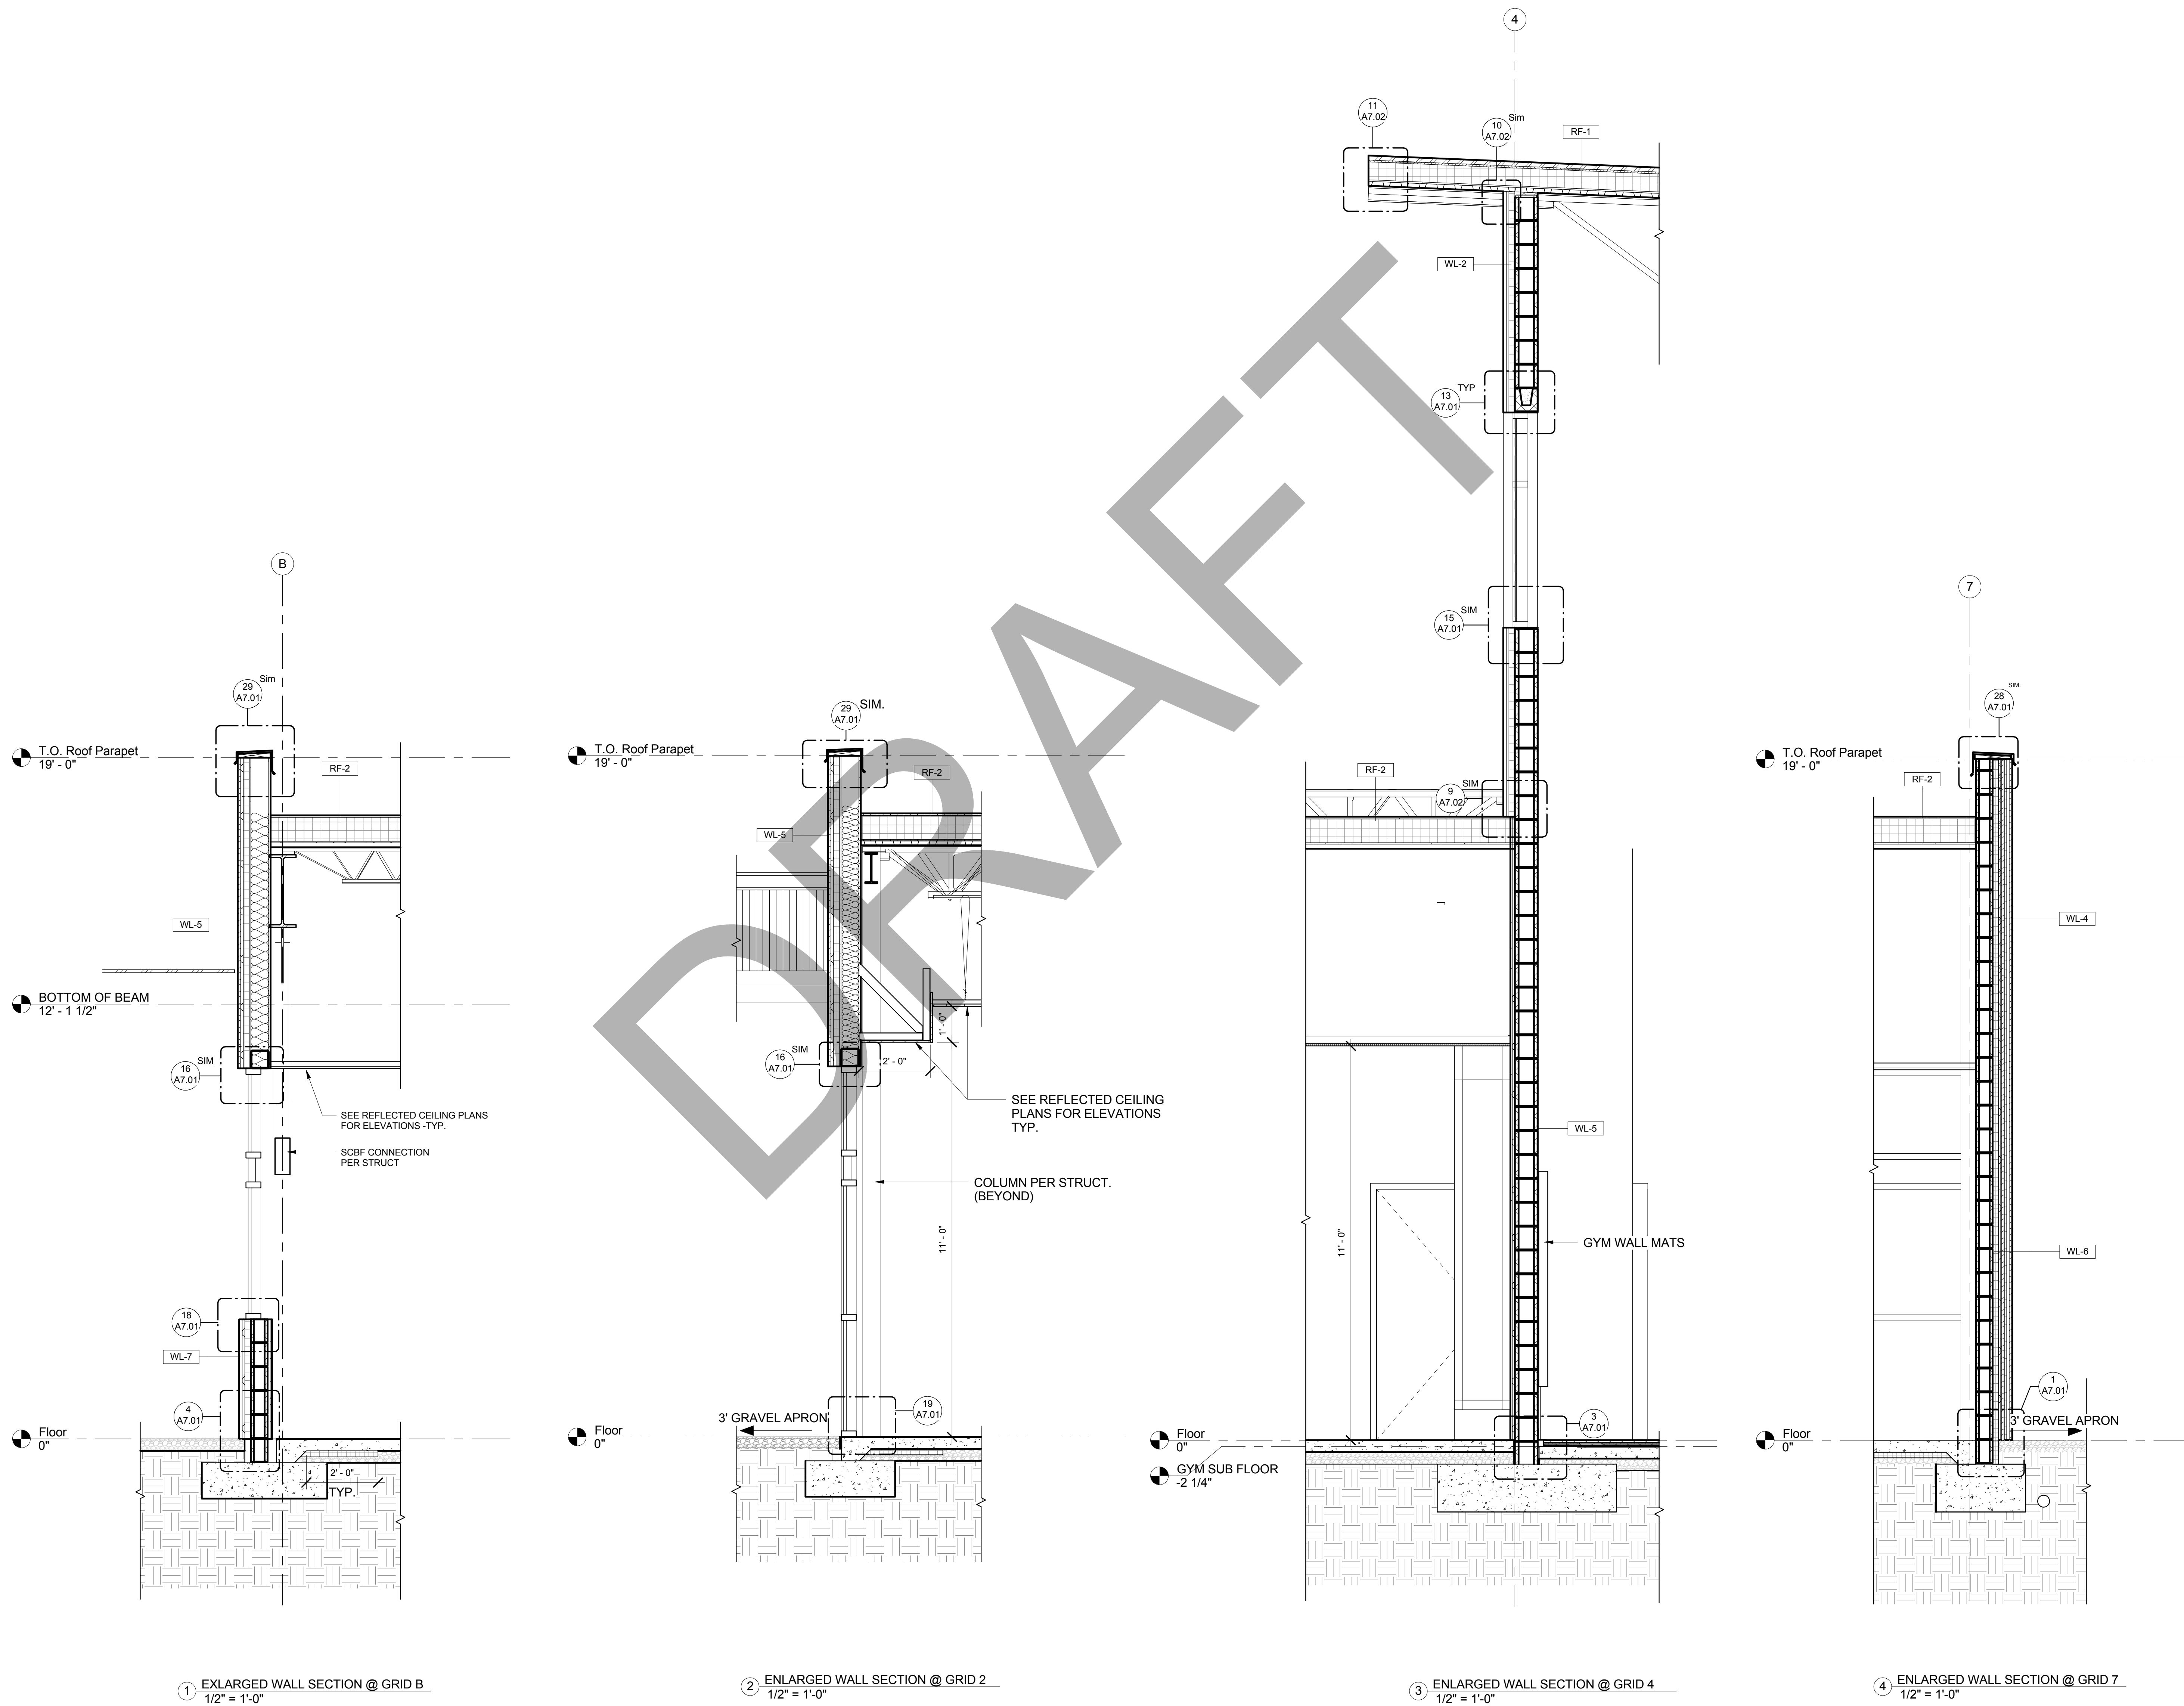 B
29
A7.01
Sim
T.O. Roof Parapet
19' - 0"
RF-2
WL-5
BOTTOM OF BEAM
12' - 1 1/2"
16
A7.01
SIM
SEE REFLECTED CEILING PLANS
FOR ELEVATIONS -TYP.
SCBF CONNECTION
PER STRUCT
18
A7.01
WL-7
4
A7.01
Floor
0"
2' - 0"
TYP.
1
EXLARGED WALL SECTION @ GRID B
1/2" = 1'-0"
29
A7.01
SIM.
T.O. Roof Parapet
19' - 0"
RF-2
WL-5
1' - 0"
16
A7.01
SIM
2' - 0"
SEE REFLECTED CEILING
PLANS FOR ELEVATIONS
TYP.
COLUMN PER STRUCT.
(BEYOND)
11' - 0"
3' GRAVEL APRON
19
A7.01
Floor
0"
2
ENLARGED WALL SECTION @ GRID 2
1/2" = 1'-0"
4
11
A7.02
10
A7.02
Sim
RF-1
WL-2
13
A7.01
TYP
15
A7.01
SIM
RF-2
9
A7.02
SIM
WL-5
11' - 0"
GYM WALL MATS
3
A7.01
Floor
0"
GYM SUB FLOOR
-2 1/4"
3
ENLARGED WALL SECTION @ GRID 4
1/2" = 1'-0"
7
28
A7.01
SIM.
T.O. Roof Parapet
19' - 0"
RF-2
WL-4
WL-6
1
A7.01
3' GRAVEL APRON
Floor
0"
4
ENLARGED WALL SECTION @ GRID 7
1/2" = 1'-0"
DRAFT